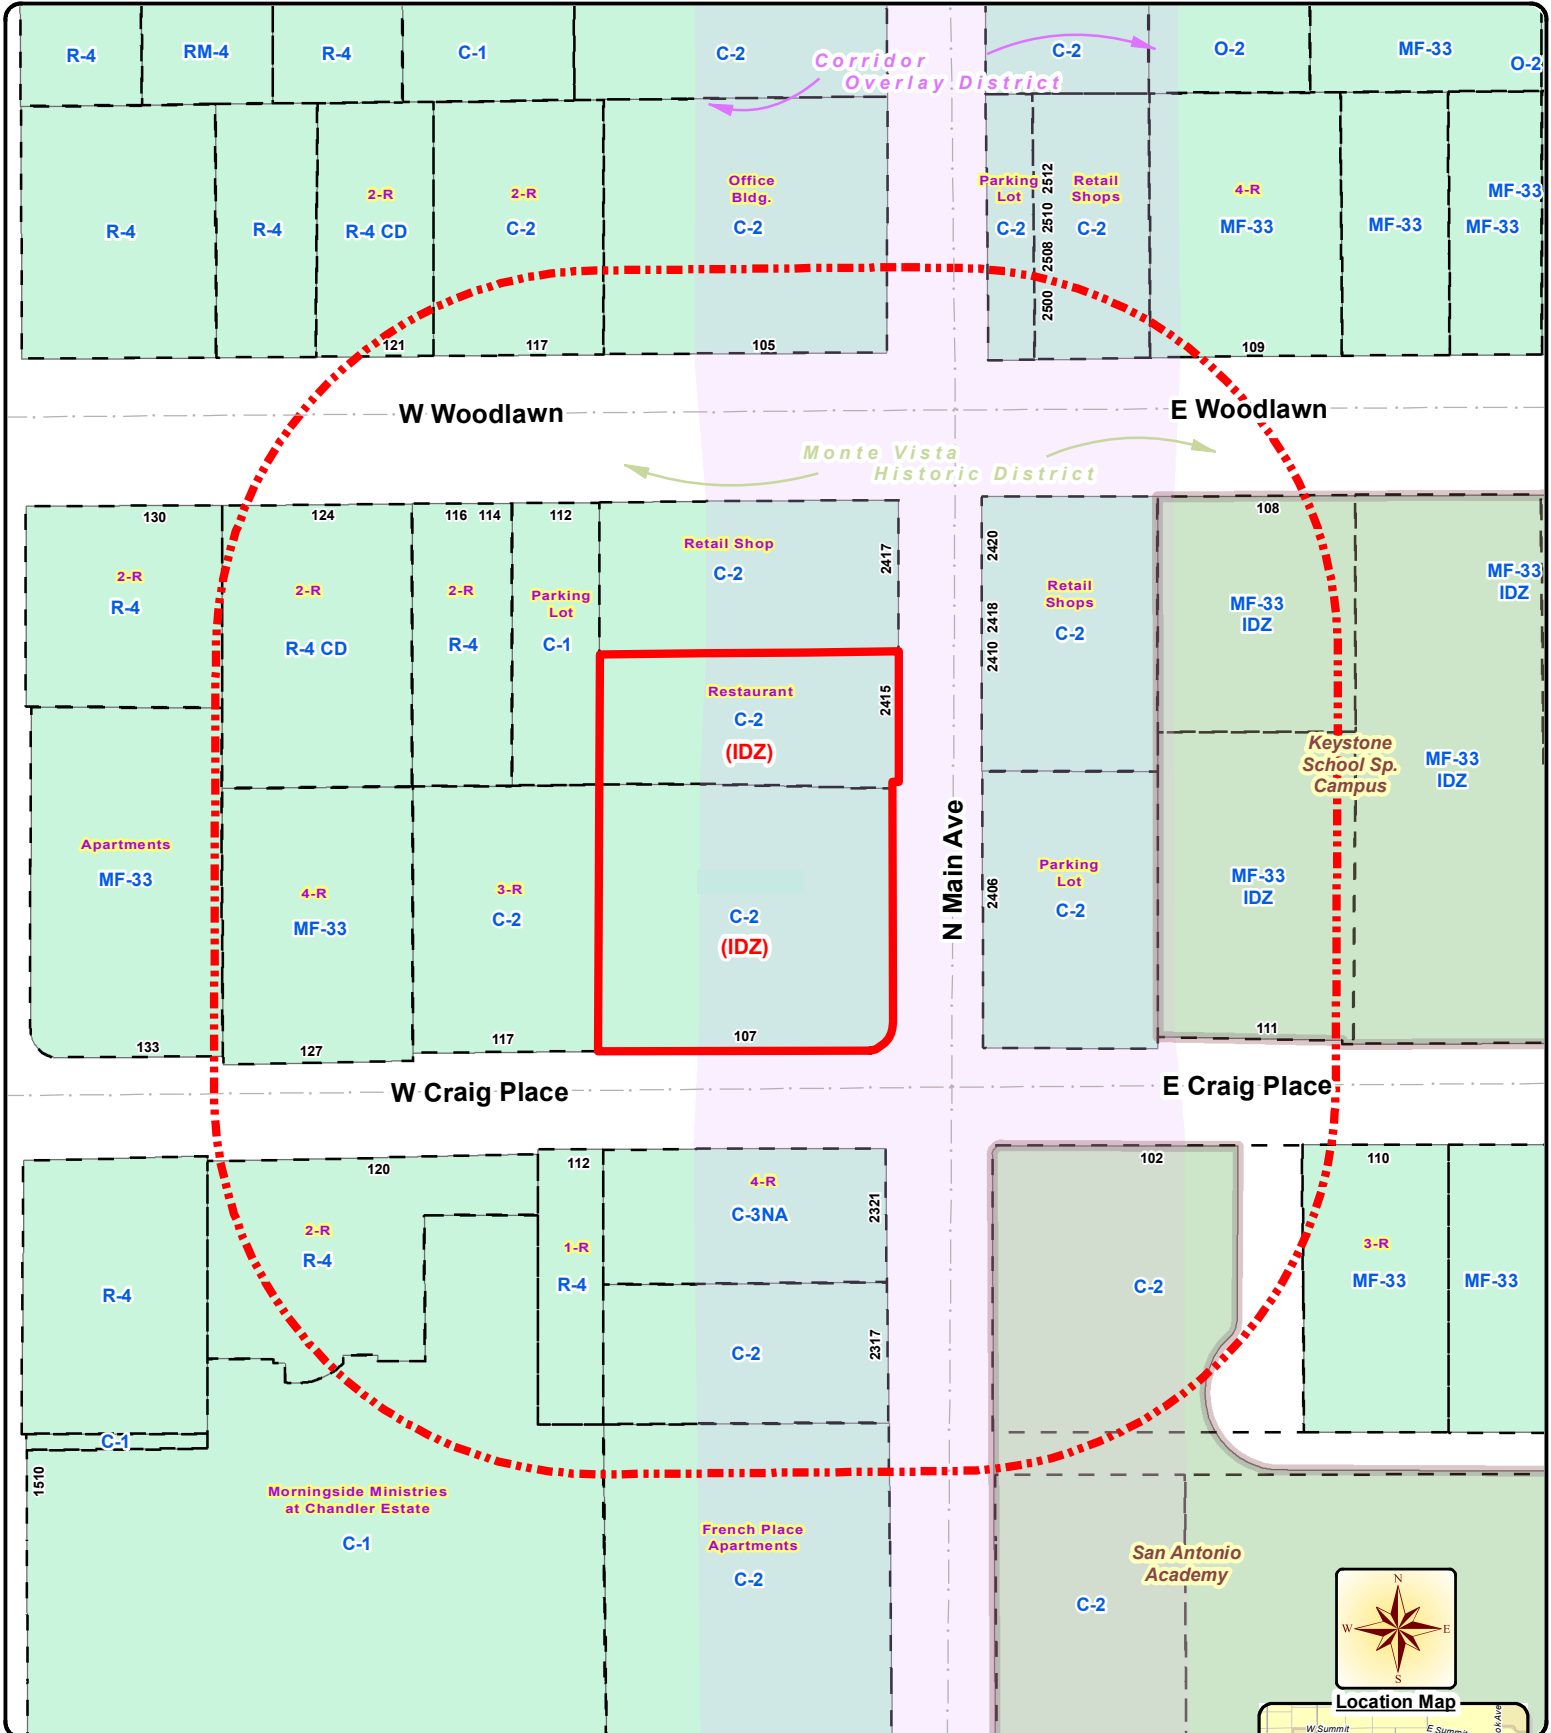 R-4
RM-4
R-4
C-1
C-2
C-2
O-2
MF-33
O-2
Corridor
Overlay District
R-4
R-4
2-R
R-4 CD
2-R
C-2
Office
Bldg.
C-2
Parking
Lot
C-2
2512
2510
2508
2500
Retail
Shops
C-2
4-R
MF-33
MF-33
MF-33
MF-33
121
117
105
109
W Woodlawn
E Woodlawn
Monte Vista
Historic District
130
2-R
R-4
124
2-R
R-4 CD
116 114
2-R
R-4
112
Parking
Lot
C-1
Retail Shop
C-2
2417
2420
2418
2410
Retail
Shops
C-2
108
MF-33
IDZ
MF-33
IDZ
Restaurant
C-2
(IDZ)
2415
Keystone
School Sp.
Campus
MF-33
IDZ
Apartments
MF-33
133
4-R
MF-33
127
3-R
C-2
117
C-2
(IDZ)
107
N Main Ave
Parking
Lot
C-2
2406
MF-33
IDZ
111
W Craig Place
E Craig Place
R-4
120
2-R
R-4
112
1-R
R-4
4-R
C-3NA
2321
C-2
2317
102
C-2
110
3-R
MF-33
MF-33
C-1
1510
Morningside Ministries
at Chandler Estate
C-1
French Place
Apartments
C-2
San Antonio
Academy
C-2
N
W
E
S
Location Map
W Summit
E Summit